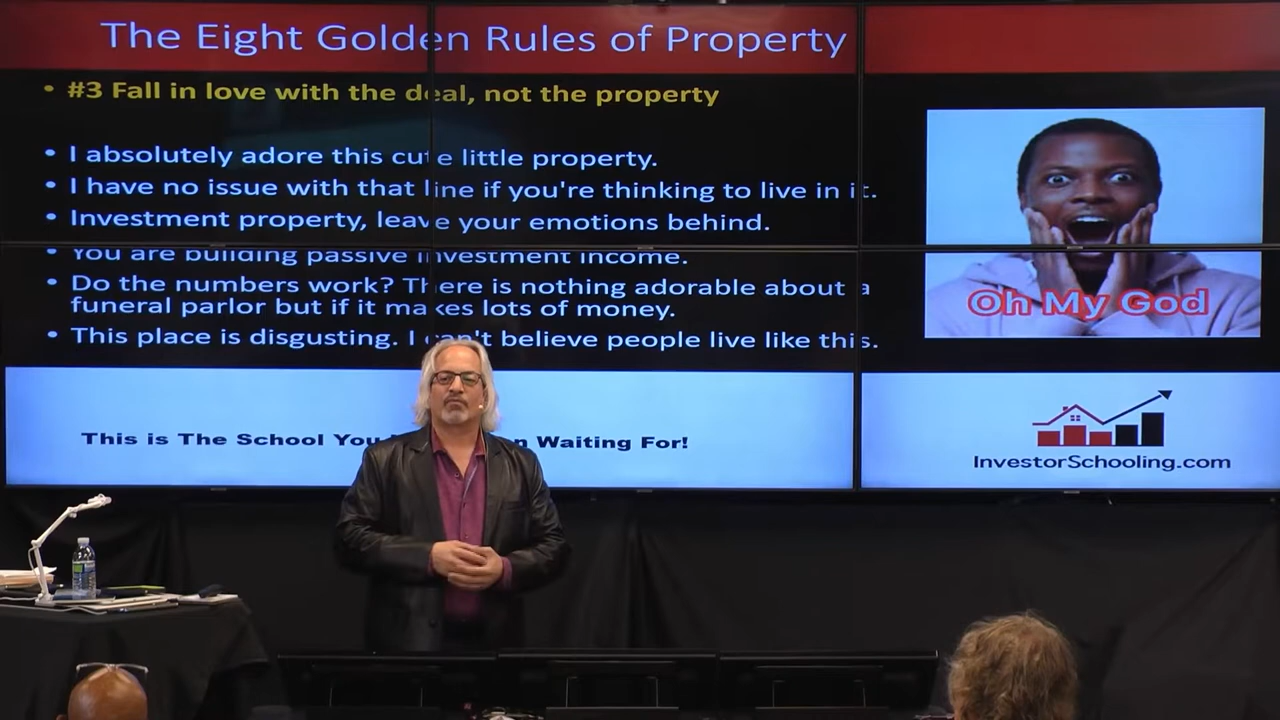 The Eight Golden Rules of Property
• #3 Fall in love with the deal, not the property
• I absolutely adore this cute little property.
• I have no issue with that line if you're thinking to live in it.
• Investment property, leave your emotions behind.
• You are building passive investment income.
• Do the numbers work? There is nothing adorable about a
funeral parlor but if it makes lots of money.
• This place is disgusting. I can't believe people live like this.
Oh My God
This is The School You n Waiting For!
InvestorSchooling.com